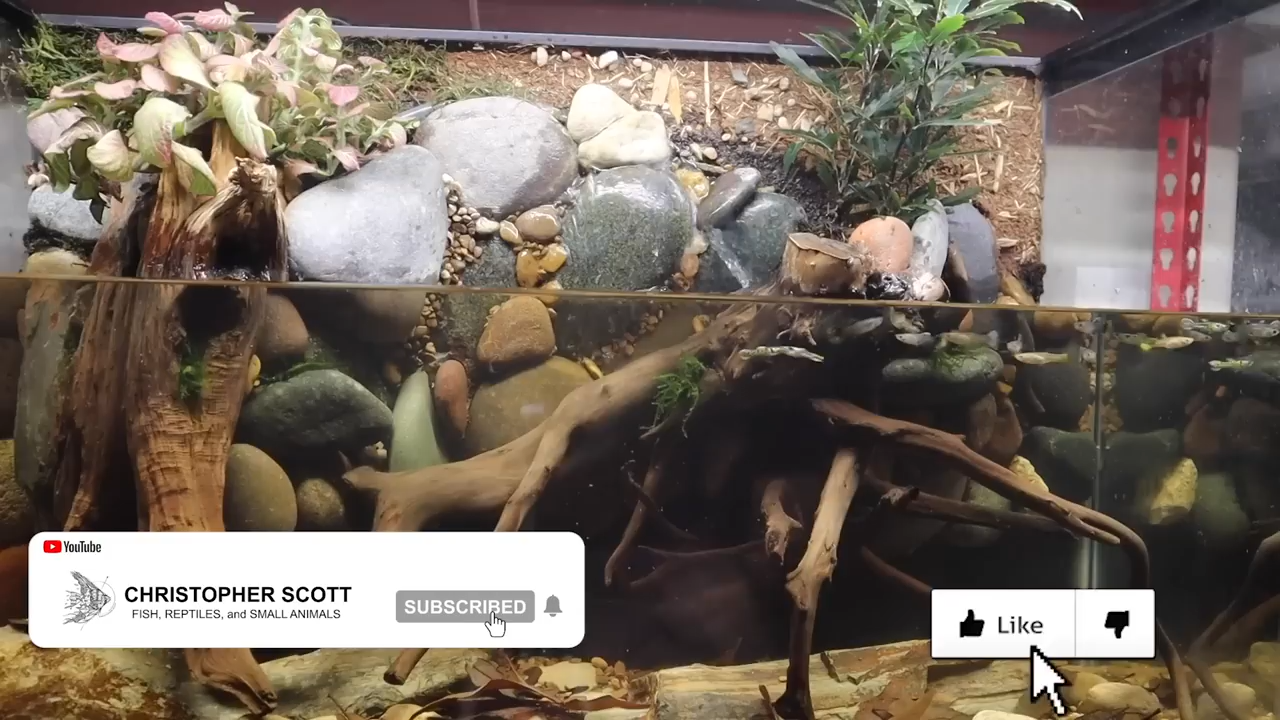 YouTube
CHRISTOPHER SCOTT
FISH, REPTILES, and SMALL ANIMALS
SUBSCRIBED
Like